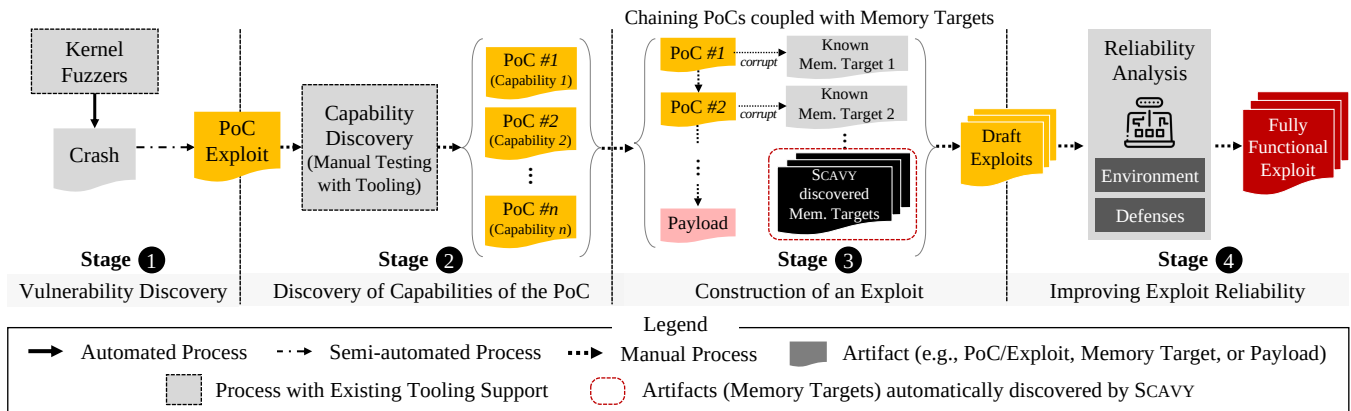 Chaining PoCs coupled with Memory Targets
Kernel
Fuzzers
Crash
PoC
Exploit
Capability
Discovery
(Manual Testing
with Tooling)
PoC #1
(Capability 1)
PoC #2
(Capability 2)
...
PoC #n
(Capability n)
PoC #1
corrupt
Known
Mem. Target 1
PoC #2
corrupt
Known
Mem. Target 2
SCAVY
discovered
Mem. Targets
Payload
Draft
Exploits
Reliability
Analysis
Environment
Defenses
Fully
Functional
Exploit
Stage 1
Vulnerability Discovery
Stage 2
Discovery of Capabilities of the PoC
Stage 3
Construction of an Exploit
Stage 4
Improving Exploit Reliability
Legend
Automated Process
Semi-automated Process
Manual Process
Artifact (e.g., PoC/Exploit, Memory Target, or Payload)
Process with Existing Tooling Support
Artifacts (Memory Targets) automatically discovered by SCAVY